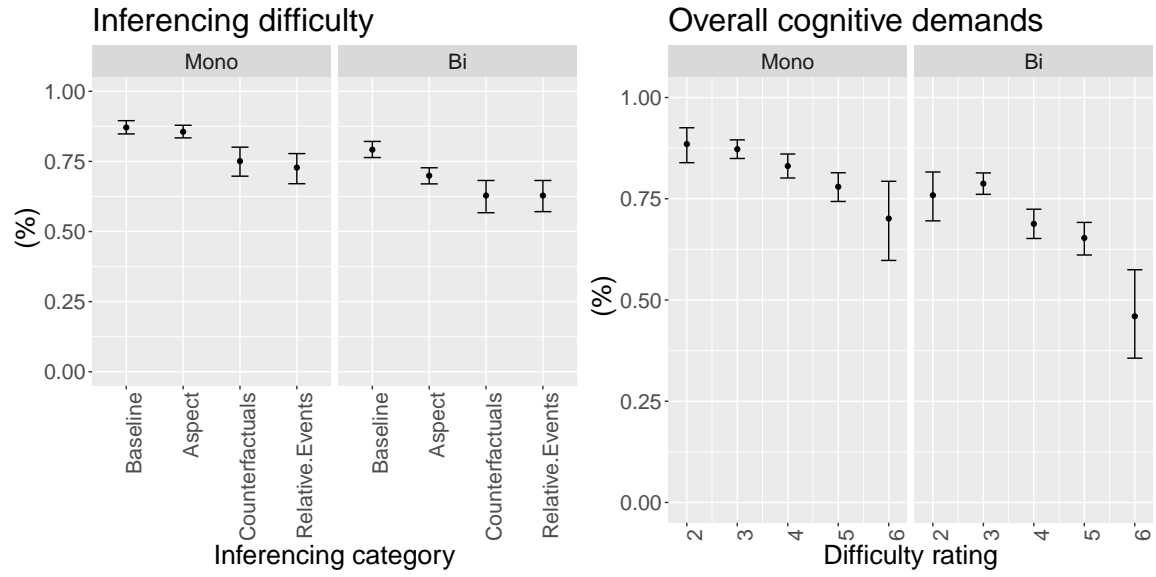 Inferencing difficulty
Mono Bi
1.00
0.75
0.50
0.25
0.00
(%)
Baseline Aspect Counterfactuals Relative.Events Baseline Aspect Counterfactuals Relative.Events
Inferencing category
Overall cognitive demands
Mono Bi
1.00
0.75
0.50
0.25
0.00
(%)
2 3 4 5 6 2 3 4 5 6
Difficulty rating